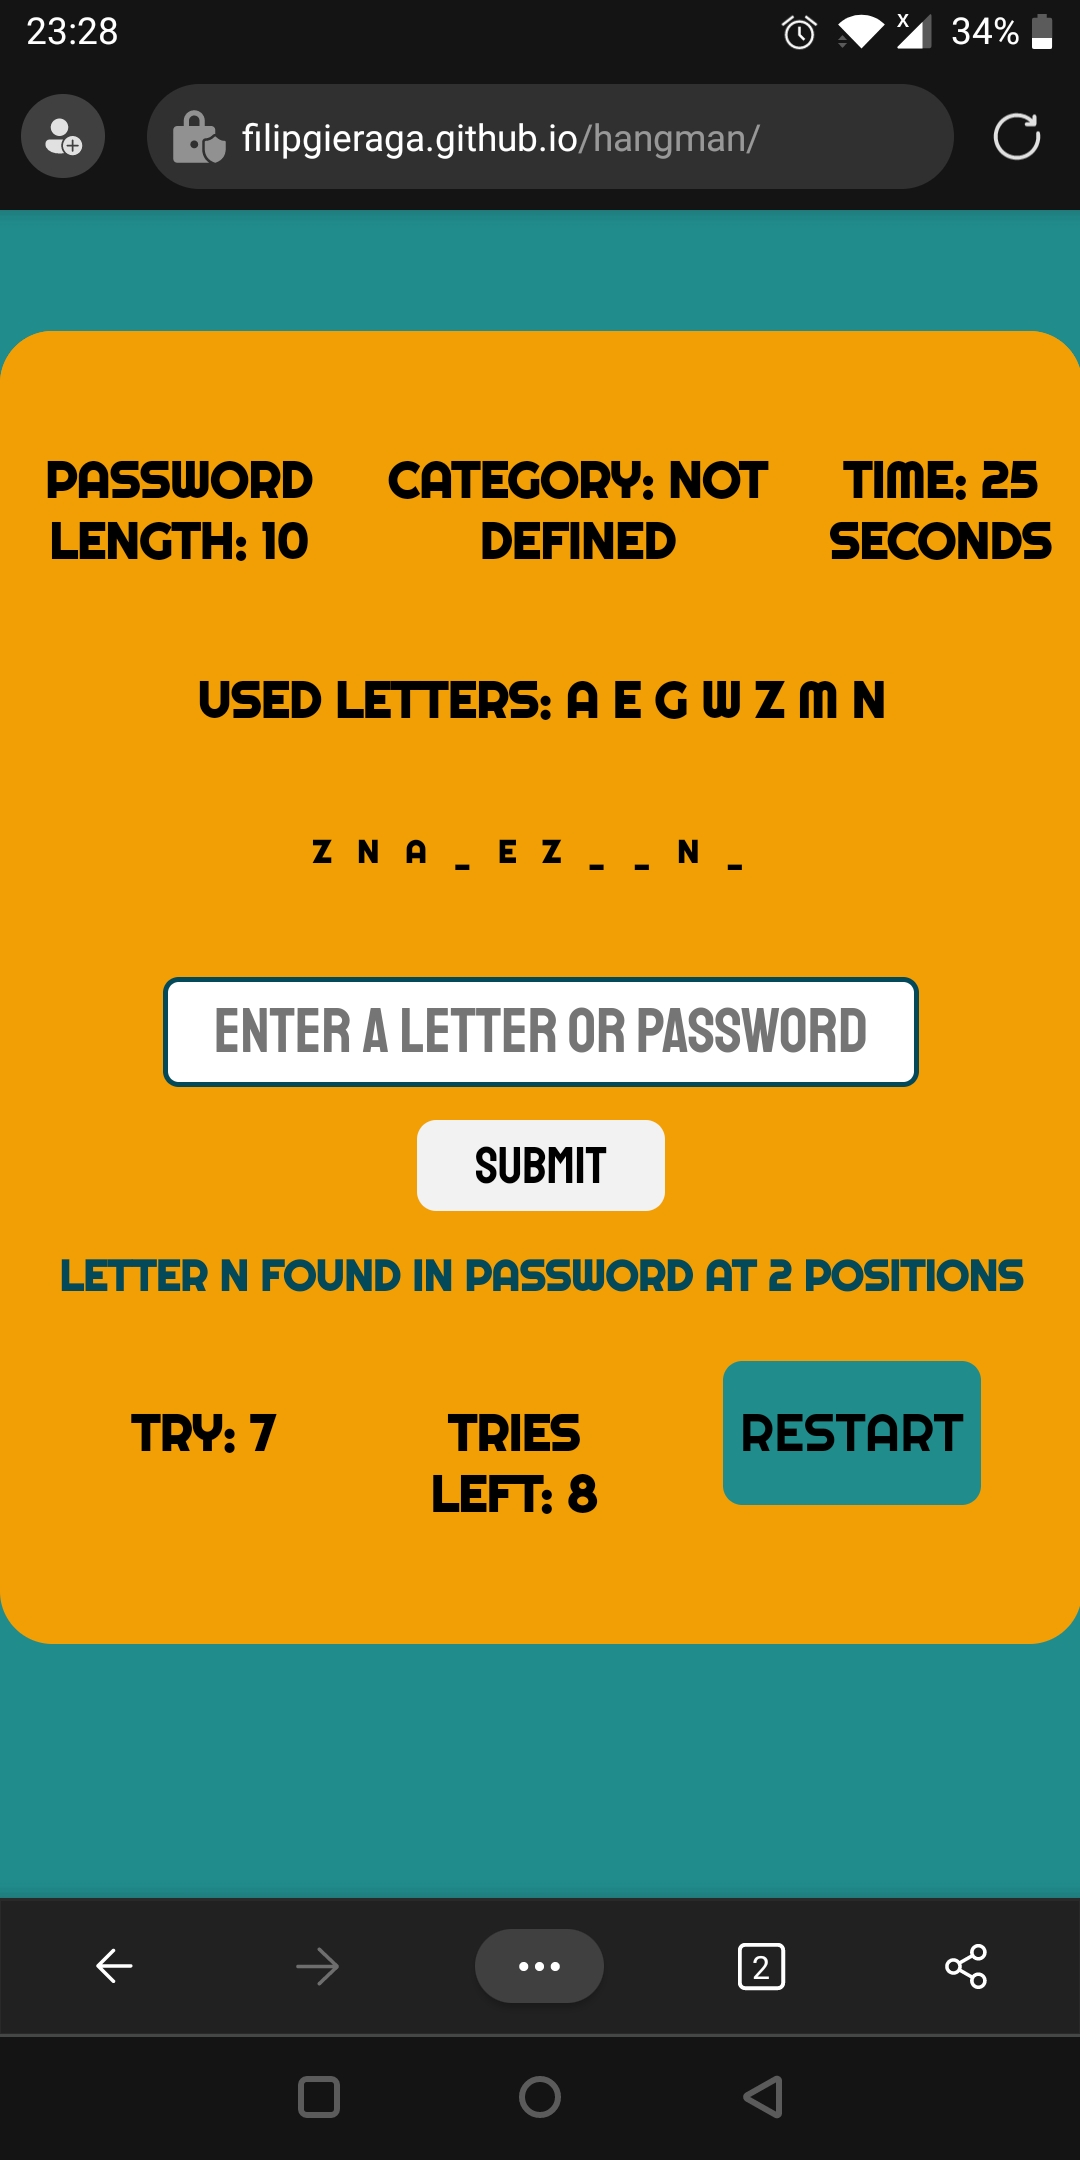 23:28
X 34%
filipgieraga.github.io/hangman/
PASSWORD LENGTH: 10
CATEGORY: NOT DEFINED
TIME: 25 SECONDS
USED LETTERS: A E G W Z M N
Z N A _ E Z _ _ N _
ENTER A LETTER OR PASSWORD
SUBMIT
LETTER N FOUND IN PASSWORD AT 2 POSITIONS
TRY: 7
TRIES LEFT: 8
RESTART
2